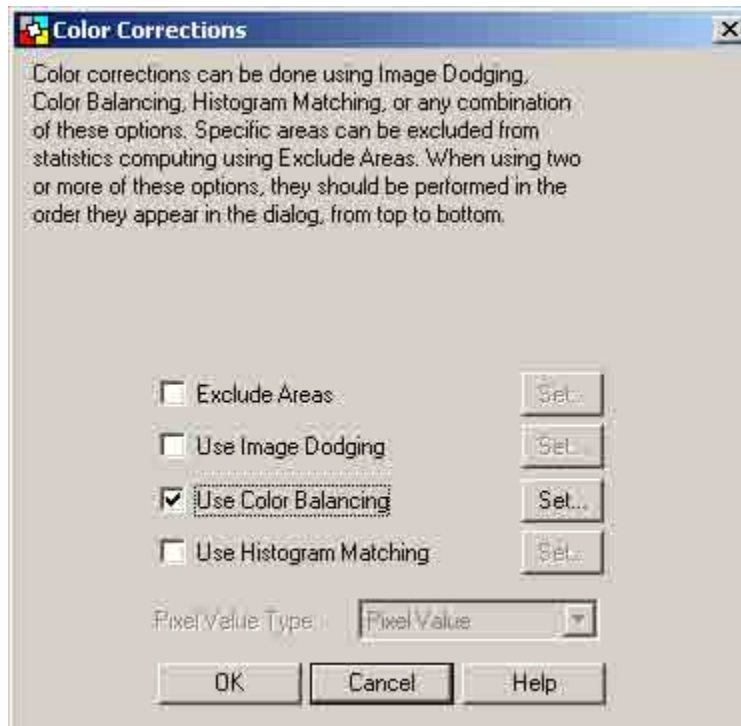 Color Corrections
Color corrections can be done using Image Dodging,
Color Balancing, Histogram Matching, or any combination
of these options. Specific areas can be excluded from
statistics computing using Exclude Areas. When using two
or more of these options, they should be performed in the
order they appear in the dialog, from top to bottom.
Exclude Areas Set...
Use Image Dodging Set...
Use Color Balancing Set...
Use Histogram Matching Set...
Pixel Value Type: Pixel Value
OK Cancel Help